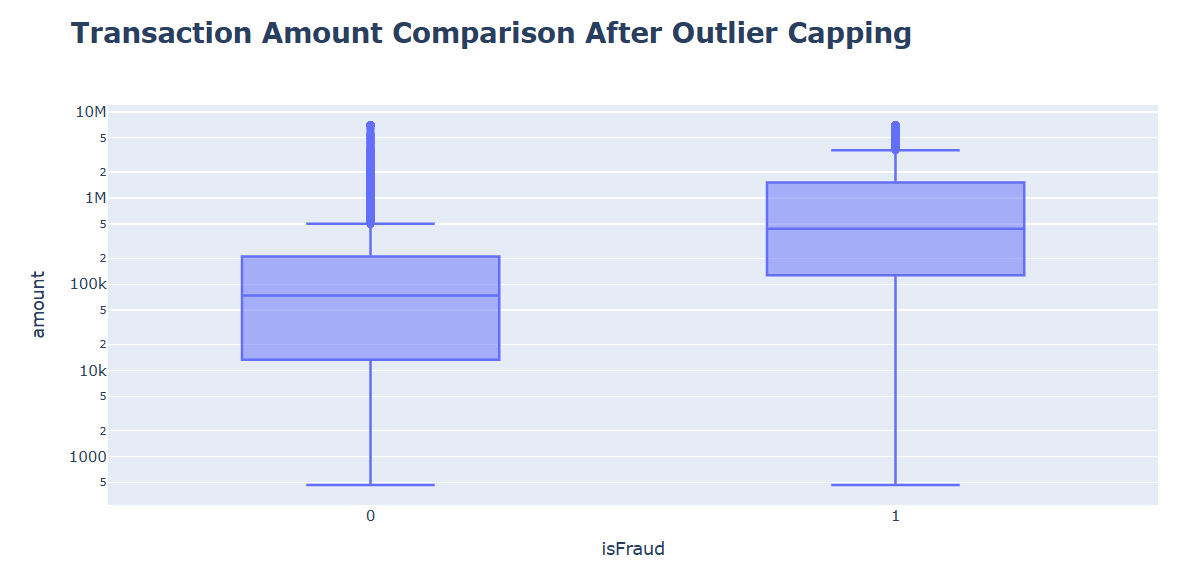 Transaction Amount Comparison After Outlier Capping
10M
5
2
1M
5
2
100k
5
2
10k
5
2
1000
5
amount
0
1
isFraud